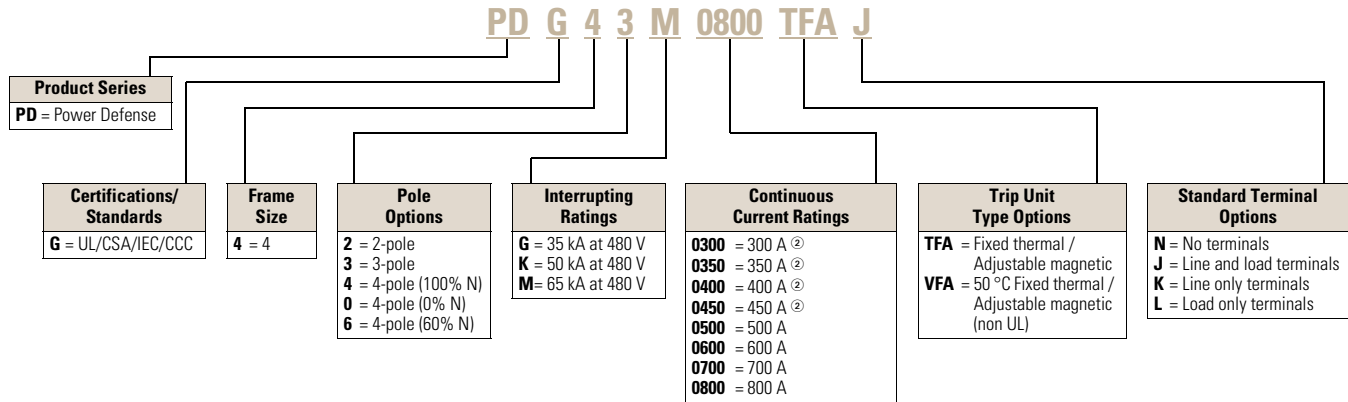 PD G 4 3 M 0800 TFA J
Product Series
PD = Power Defense
Certifications/
Standards
G = UL/CSA/IEC/CCC
Frame
Size
4 = 4
Pole
Options
2 = 2-pole
3 = 3-pole
4 = 4-pole (100% N)
0 = 4-pole (0% N)
6 = 4-pole (60% N)
Interrupting
Ratings
G = 35 kA at 480 V
K = 50 kA at 480 V
M= 65 kA at 480 V
Continuous
Current Ratings
0300 = 300 A ②
0350 = 350 A ②
0400 = 400 A ②
0450 = 450 A ②
0500 = 500 A
0600 = 600 A
0700 = 700 A
0800 = 800 A
Trip Unit
Type Options
TFA = Fixed thermal /
Adjustable magnetic
VFA = 50 °C Fixed thermal /
Adjustable magnetic
(non UL)
Standard Terminal
Options
N = No terminals
J = Line and load terminals
K = Line only terminals
L = Load only terminals